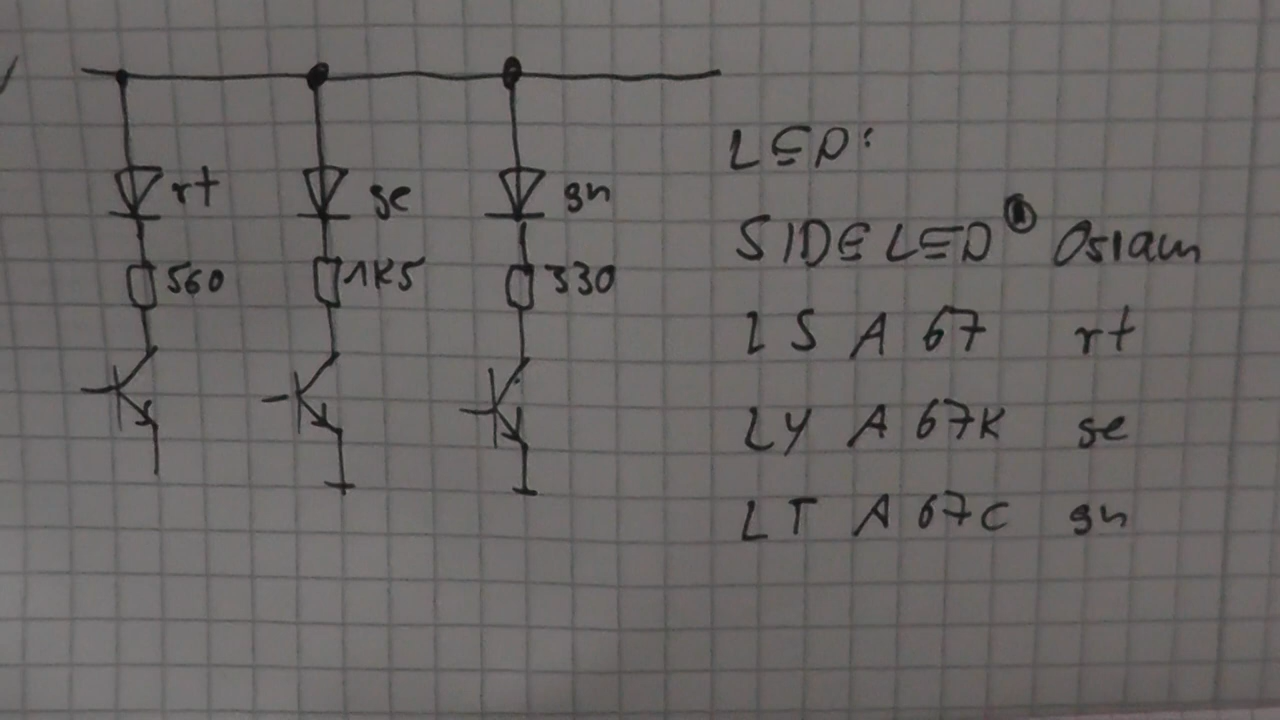 LED:
SIDELED® Osram
LS A 67 rt
LY A 67K ge
LT A 67C gn
rt ge gn
560 1K5 330